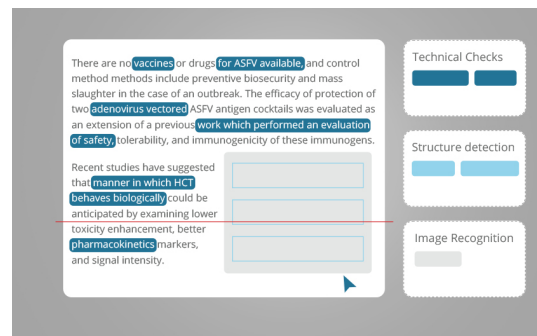 There are no vaccines or drugs for ASFV available, and control
method methods include preventive biosecurity and mass
slaughter in the case of an outbreak. The efficacy of protection of
two adenovirus vectored ASFV antigen cocktails was evaluated as
an extension of a previous work which performed an evaluation
of safety, tolerability, and immunogenicity of these immunogens.
Recent studies have suggested
that manner in which HCT
behaves biologically could be
anticipated by examining lower
toxicity enhancement, better
pharmacokinetics markers,
and signal intensity.
Technical Checks
Structure detection
Image Recognition